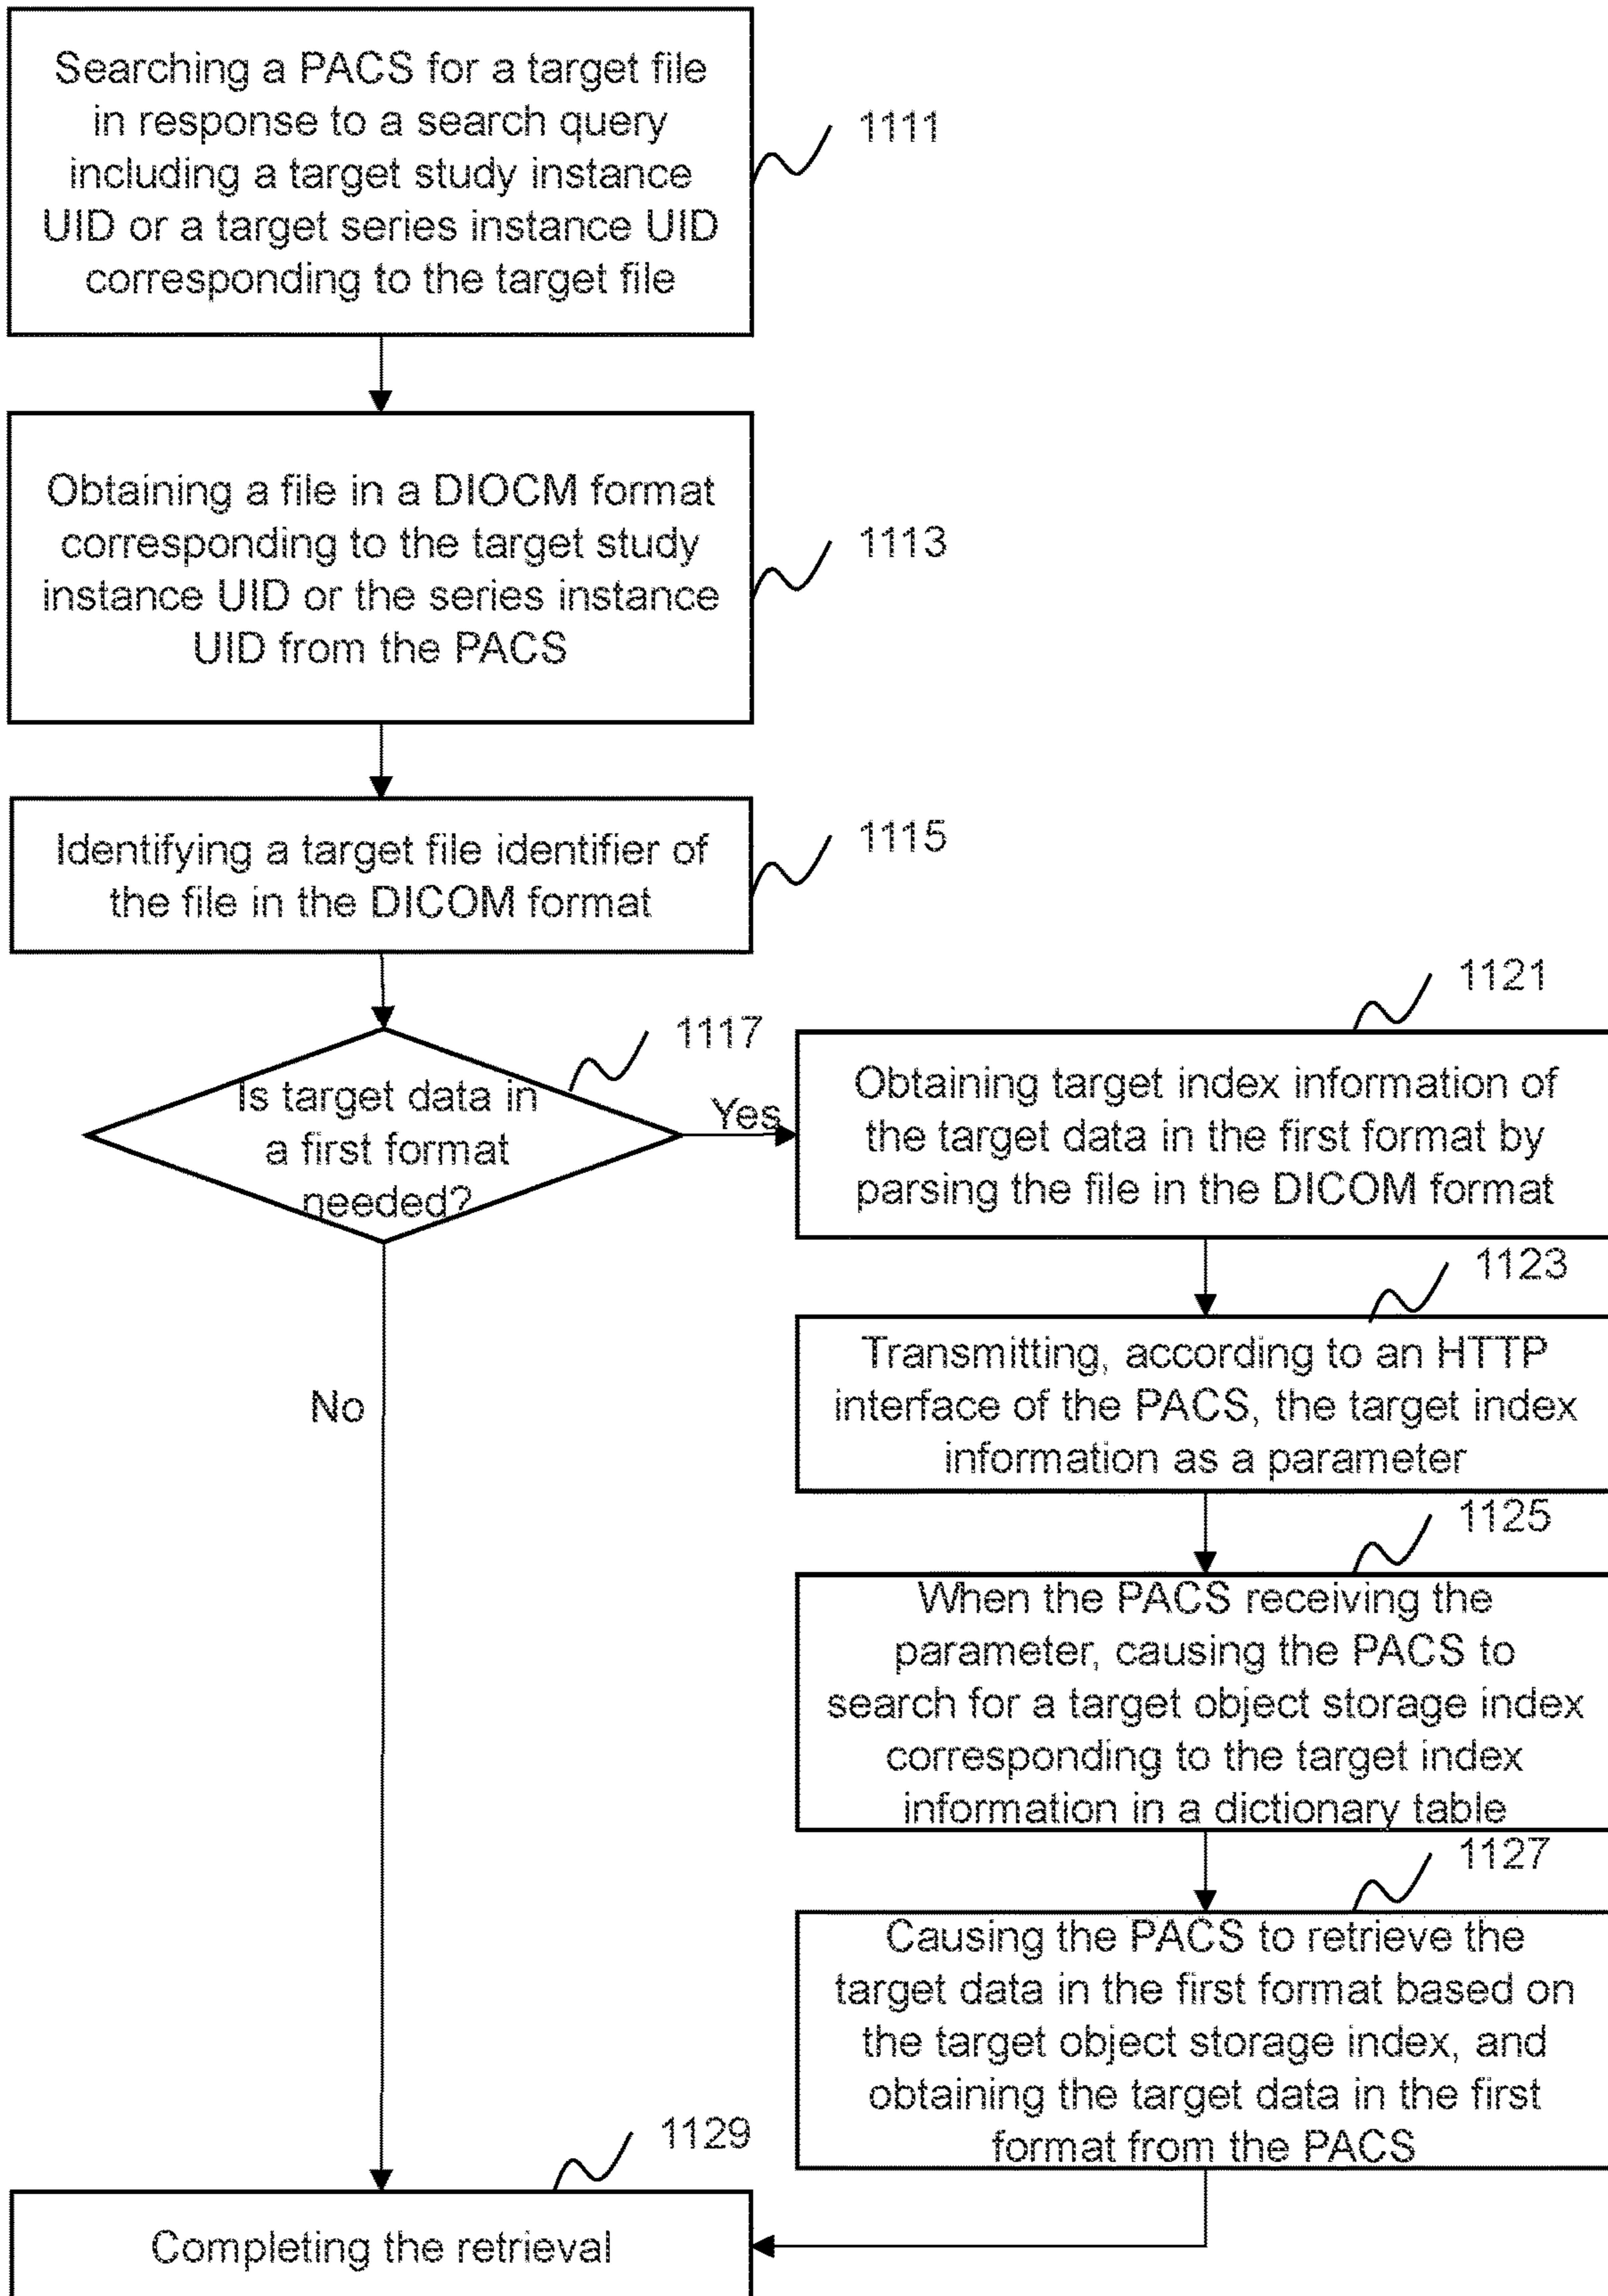 Searching a PACS for a target file
in response to a search query
including a target study instance
UID or a target series instance UID
corresponding to the target file
1111
Obtaining a file in a DIOCM format
corresponding to the target study
instance UID or the series instance
UID from the PACS
1113
Identifying a target file identifier of
the file in the DICOM format
1115
Is target data in
a first format
needed?
1117
Yes
No
Obtaining target index information of
the target data in the first format by
parsing the file in the DICOM format
1121
Transmitting, according to an HTTP
interface of the PACS, the target index
information as a parameter
1123
When the PACS receiving the
parameter, causing the PACS to
search for a target object storage index
corresponding to the target index
information in a dictionary table
1125
Causing the PACS to retrieve the
target data in the first format based on
the target object storage index, and
obtaining the target data in the first
format from the PACS
1127
Completing the retrieval
1129